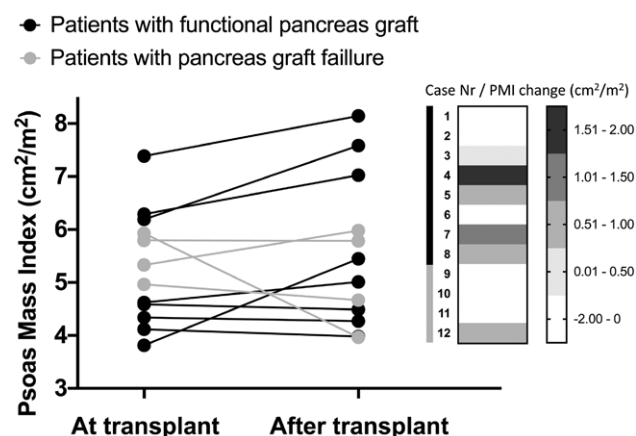 Patients with functional pancreas graft
Patients with pancreas graft faillure
Psoas Mass Index (cm²/m²)
8
7
6
5
4
3
At transplant
After transplant
Case Nr / PMI change (cm²/m²)
1
2
3
4
5
6
7
8
9
10
11
12
1.51 - 2.00
1.01 - 1.50
0.51 - 1.00
0.01 - 0.50
-2.00 - 0